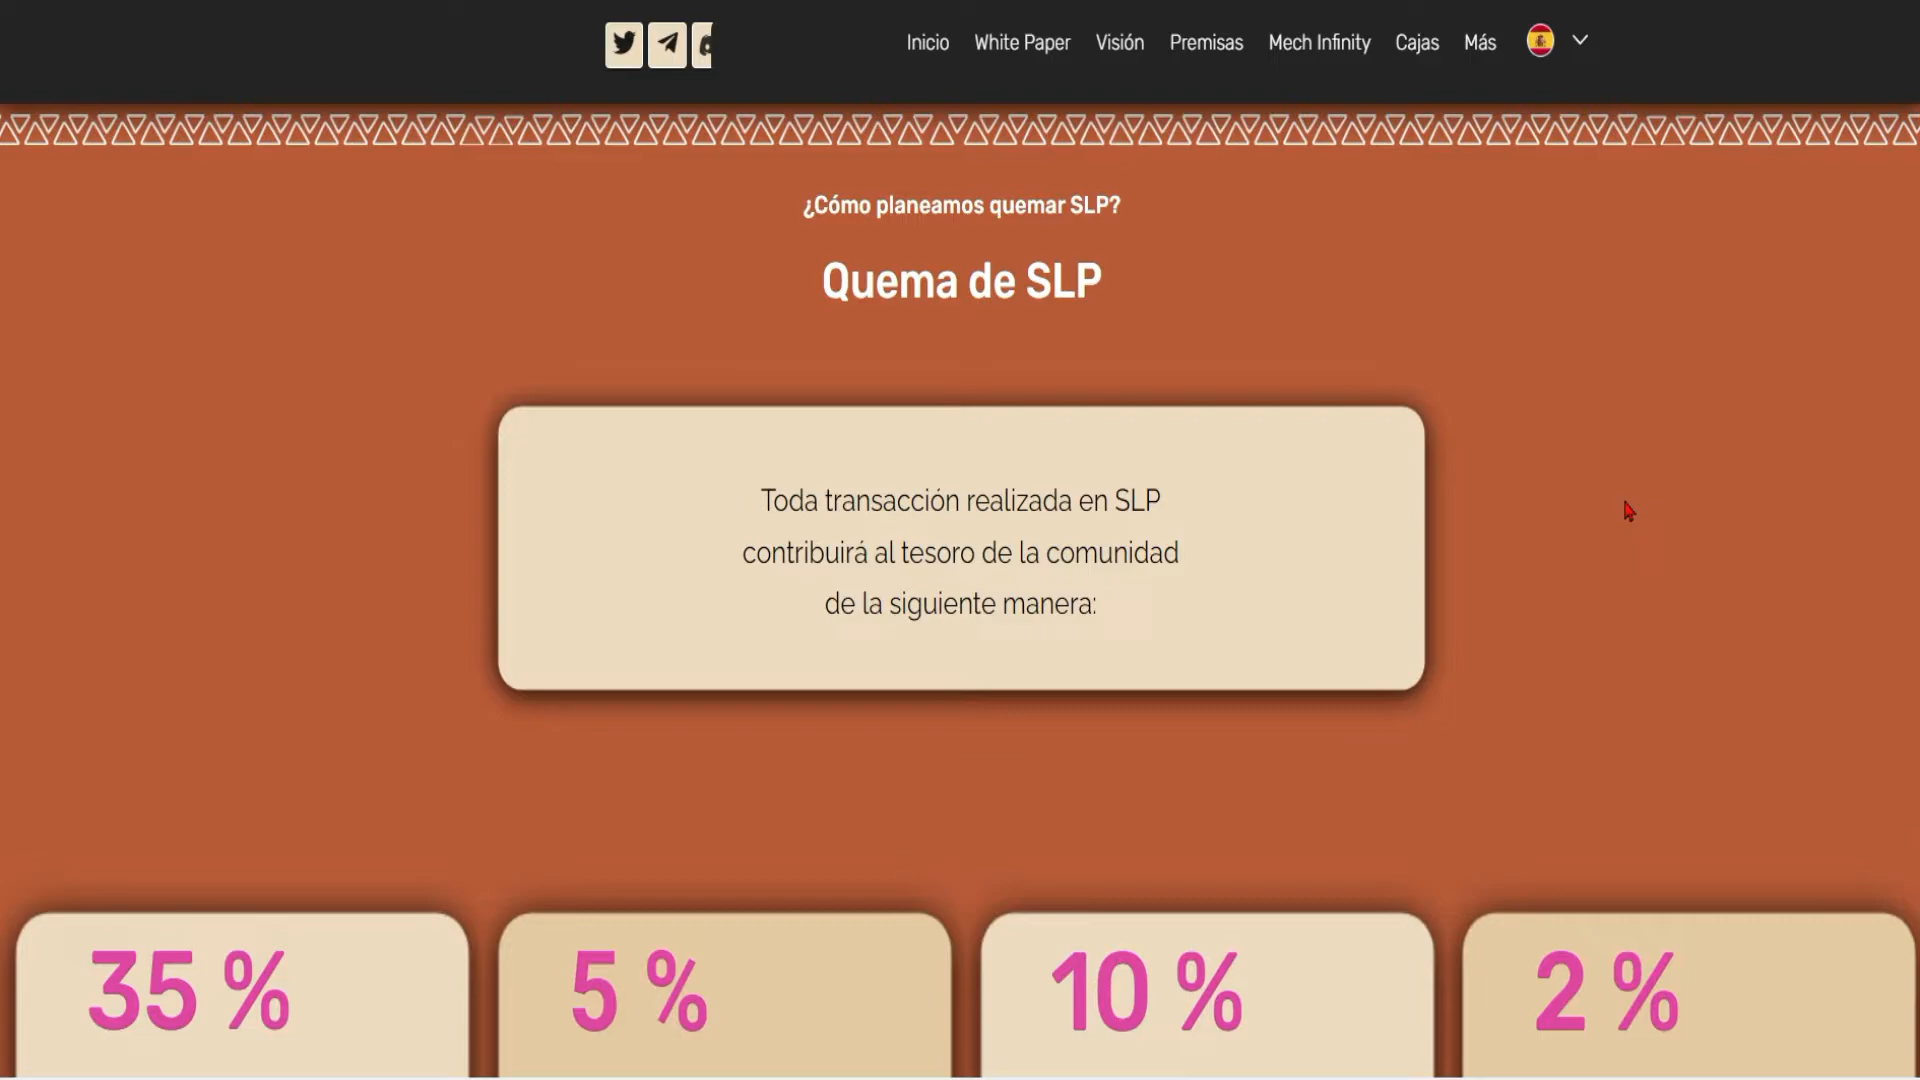 Inicio White Paper Visión Premisas Mech Infinity Cajas Más
¿Cómo planeamos quemar SLP?
Quema de SLP
Toda transacción realizada en SLP
contribuirá al tesoro de la comunidad
de la siguiente manera:
35 % 5 % 10 % 2 %